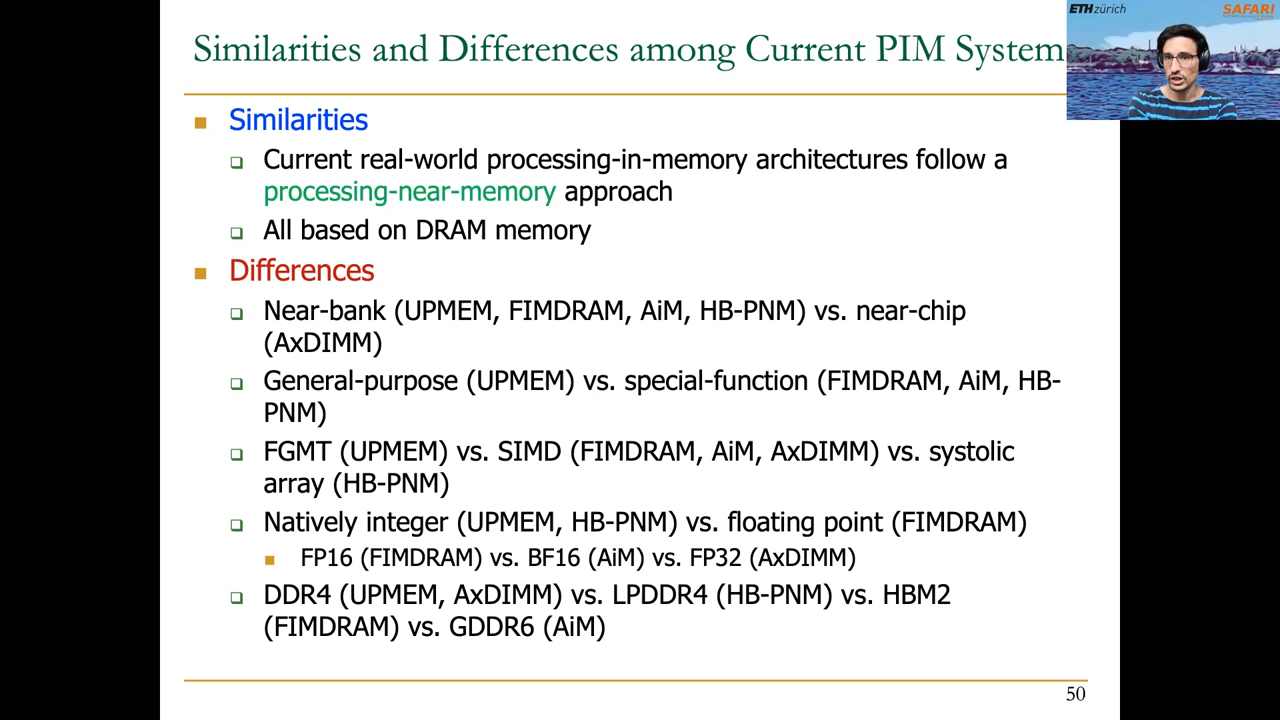 Similarities and Differences among Current PIM System
ETH zürich
SAFARI
Similarities
Current real-world processing-in-memory architectures follow a
processing-near-memory approach
All based on DRAM memory
Differences
Near-bank (UPMEM, FIMDRAM, AiM, HB-PNM) vs. near-chip
(AxDIMM)
General-purpose (UPMEM) vs. special-function (FIMDRAM, AiM, HB-
PNM)
FGMT (UPMEM) vs. SIMD (FIMDRAM, AiM, AxDIMM) vs. systolic
array (HB-PNM)
Natively integer (UPMEM, HB-PNM) vs. floating point (FIMDRAM)
FP16 (FIMDRAM) vs. BF16 (AiM) vs. FP32 (AxDIMM)
DDR4 (UPMEM, AxDIMM) vs. LPDDR4 (HB-PNM) vs. HBM2
(FIMDRAM) vs. GDDR6 (AiM)
50